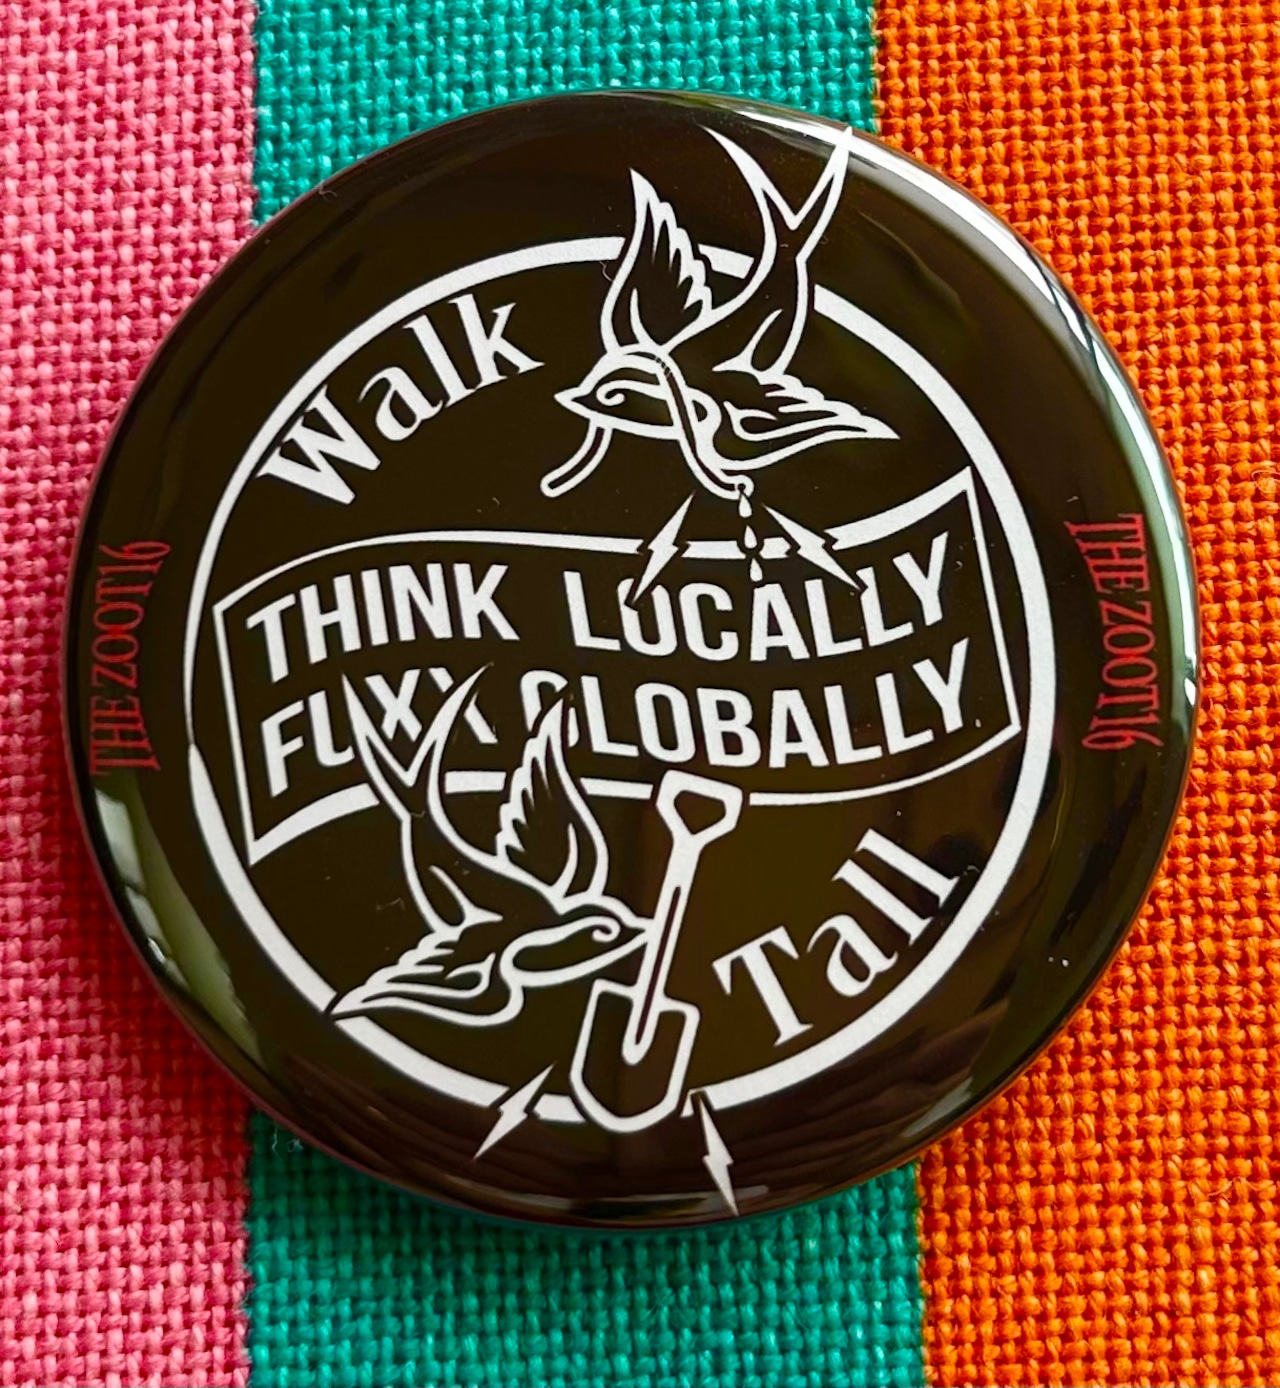 Walk
THINK LOCALLY
FUXX GLOBALLY
Tall
THE ZOOT16
THE ZOOT16